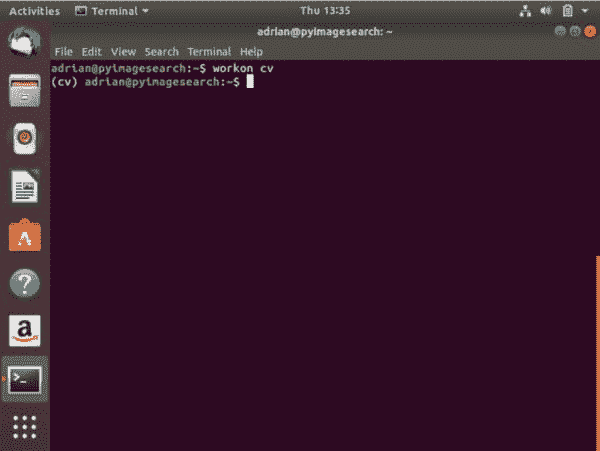 Activities Terminal Thu 13:35
adrian@pyimagesearch: ~
File Edit View Search Terminal Help
adrian@pyimagesearch:~$ workon cv
(cv) adrian@pyimagesearch:~$
A
?
a
>_